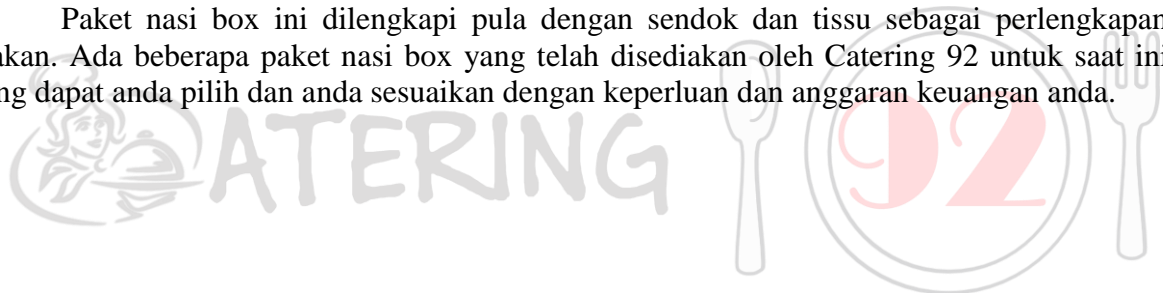 Paket nasi box ini dilengkapi pula dengan sendok dan tissu sebagai perlengkapan
akan. Ada beberapa paket nasi box yang telah disediakan oleh Catering 92 untuk saat ini
ng dapat anda pilih dan anda sesuaikan dengan keperluan dan anggaran keuangan anda.
CATERING 92